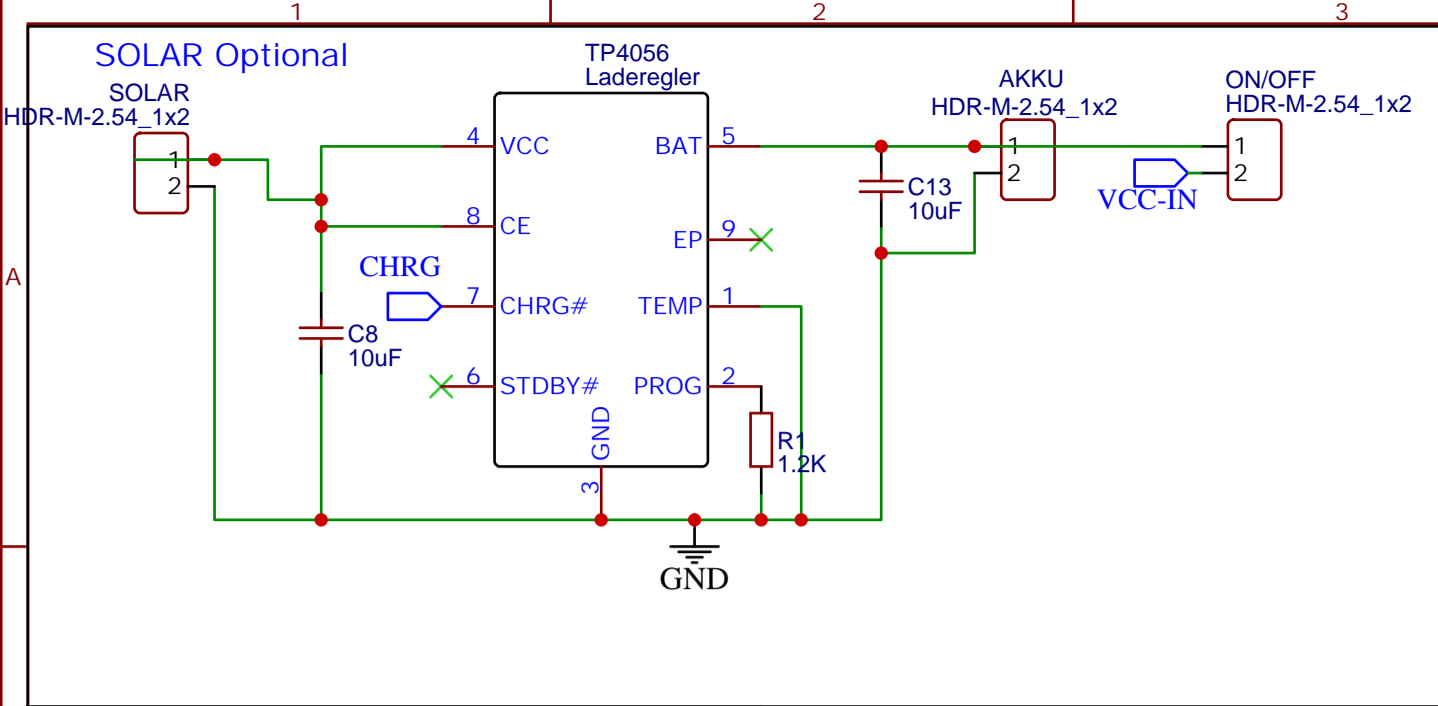 1
2
3
A
SOLAR Optional
SOLAR
HDR-M-2.54_1x2
1
2
TP4056
Laderegler
4
VCC
8
CE
CHRG
7
CHRG#
6
STDBY#
GND
3
BAT
5
EP
9
TEMP
1
PROG
2
C8
10uF
R1
1.2K
GND
C13
10uF
AKKU
HDR-M-2.54_1x2
1
2
ON/OFF
HDR-M-2.54_1x2
1
2
VCC-IN